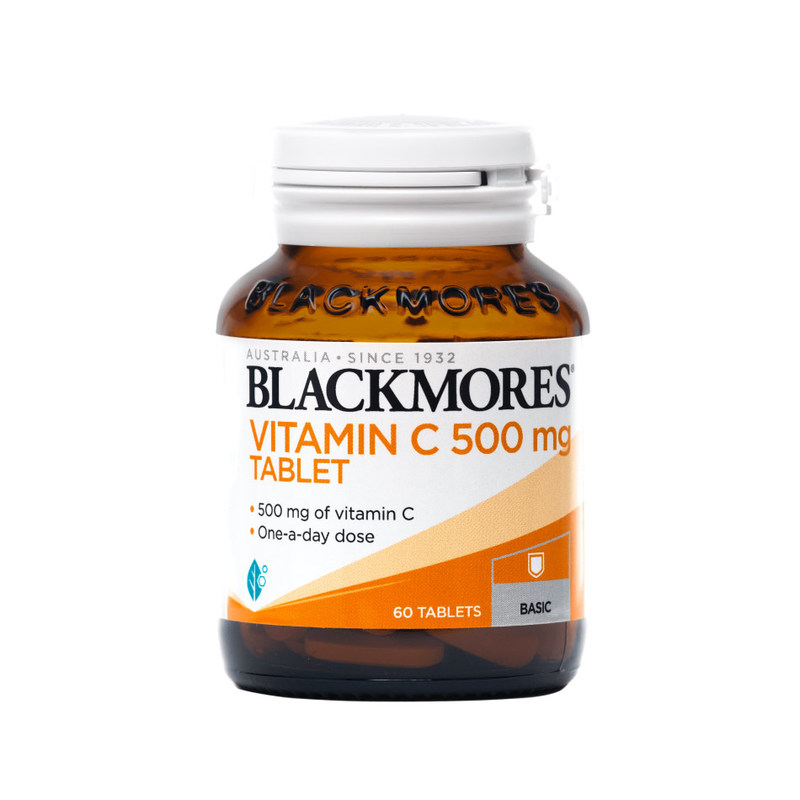 BLACKMORES
AUSTRALIA • SINCE 1932
BLACKMORES®
VITAMIN C 500 mg
TABLET
• 500 mg of vitamin C
• One-a-day dose
60 TABLETS
BASIC